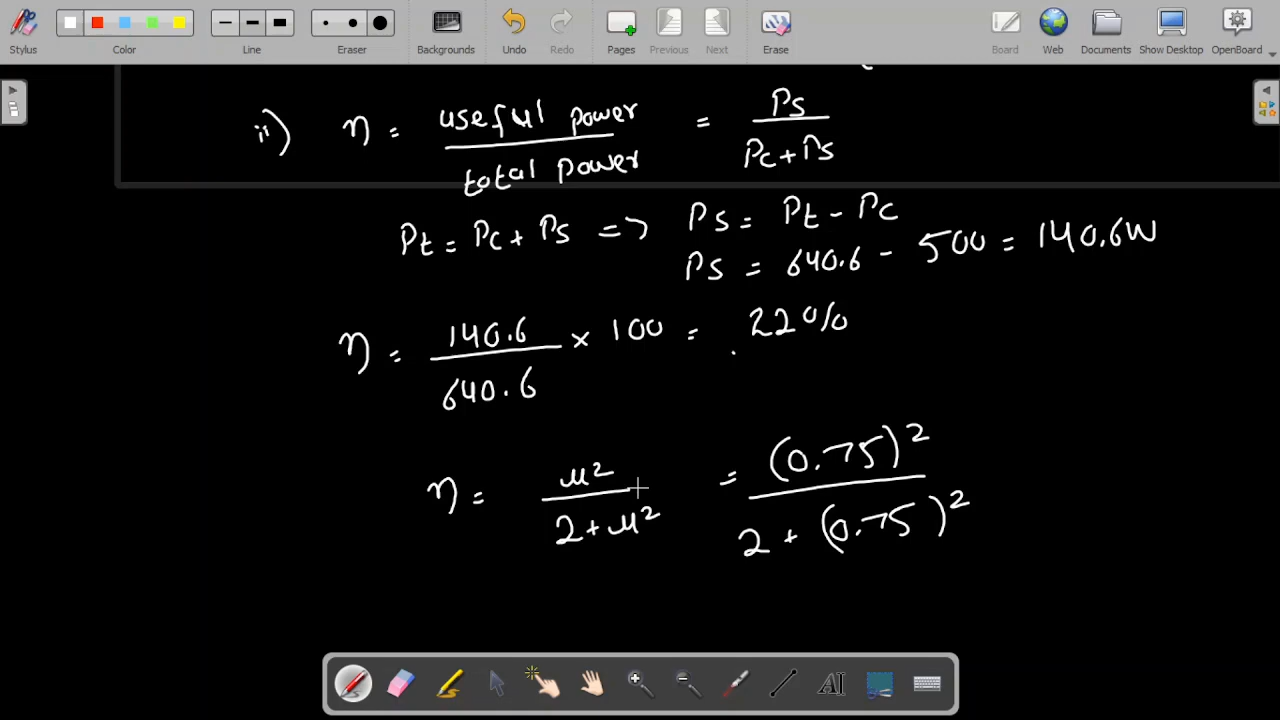 Stylus Color Line Eraser Backgrounds Undo Redo Pages Previous Next Erase Board Web Documents Show Desktop OpenBoard
ii) η = useful power / total power = Ps / Pc + Ps
Pt = Pc + Ps => Ps = Pt - Pc
Ps = 640.6 - 500 = 140.6W
η = 140.6 / 640.6 × 100 = 22%
η = μ² / 2 + μ² = (0.75)² / 2 + (0.75)²